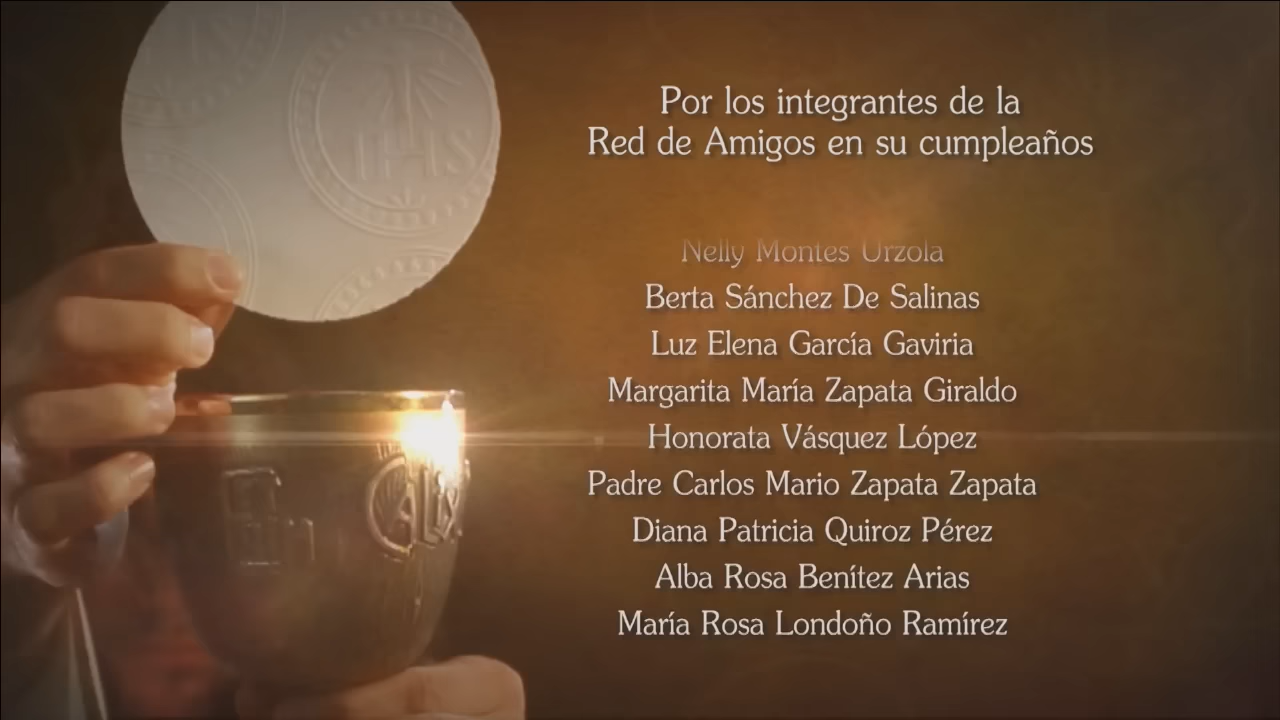 IHS
Por los integrantes de la
Red de Amigos en su cumpleaños
Nelly Montes Urzola
Berta Sánchez De Salinas
Luz Elena García Gaviria
Margarita María Zapata Giraldo
Honorata Vásquez López
Padre Carlos Mario Zapata Zapata
Diana Patricia Quiroz Pérez
Alba Rosa Benítez Arias
María Rosa Londoño Ramírez